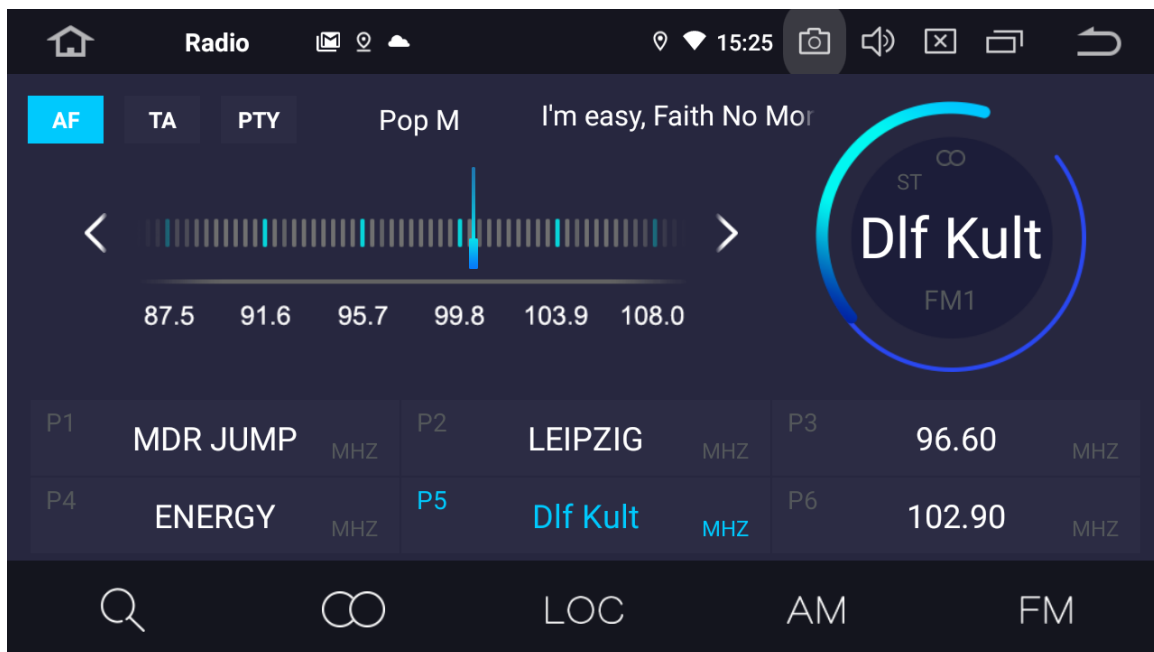 Radio 15:25
AF TA PTY Pop M I'm easy, Faith No Mor
ST
Dlf Kult
FM1
87.5 91.6 95.7 99.8 103.9 108.0
P1 MDR JUMP MHZ P2 LEIPZIG MHZ P3 96.60 MHZ
P4 ENERGY MHZ P5 Dlf Kult MHZ P6 102.90 MHZ
LOC AM FM